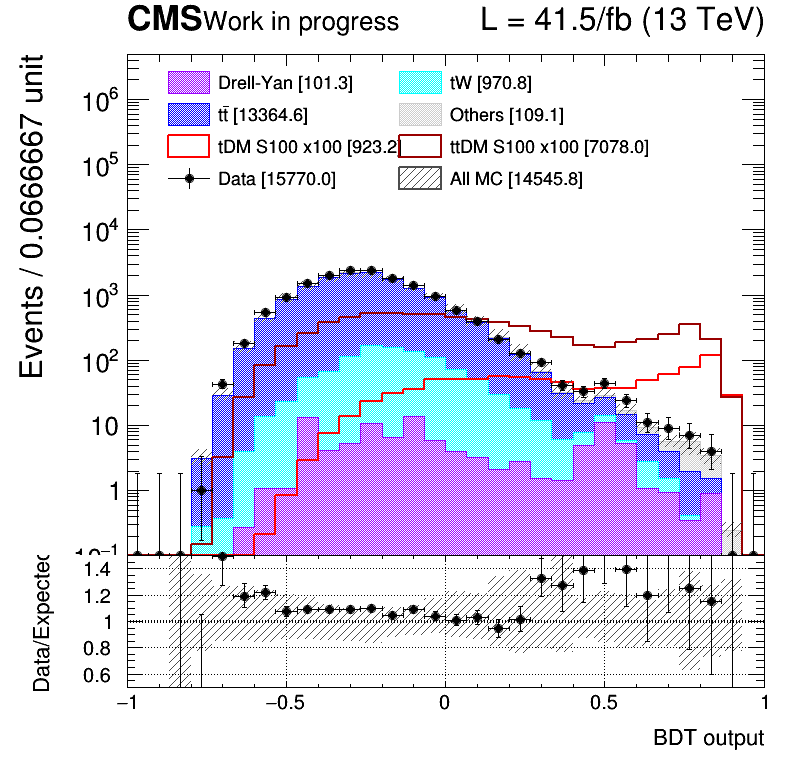 CMS Work in progress L = 41.5/fb (13 TeV)
Events / 0.0666667 unit
Drell-Yan [101.3] tW [970.8]
tt̄ [13364.6] Others [109.1]
tDM S100 x100 [923.2] ttDM S100 x100 [7078.0]
Data [15770.0] All MC [14545.8]
10⁶
10⁵
10⁴
10³
10²
10
1
10⁻¹
Data/Expected
1.4
1.2
1
0.8
0.6
−1 −0.5 0 0.5 1
BDT output